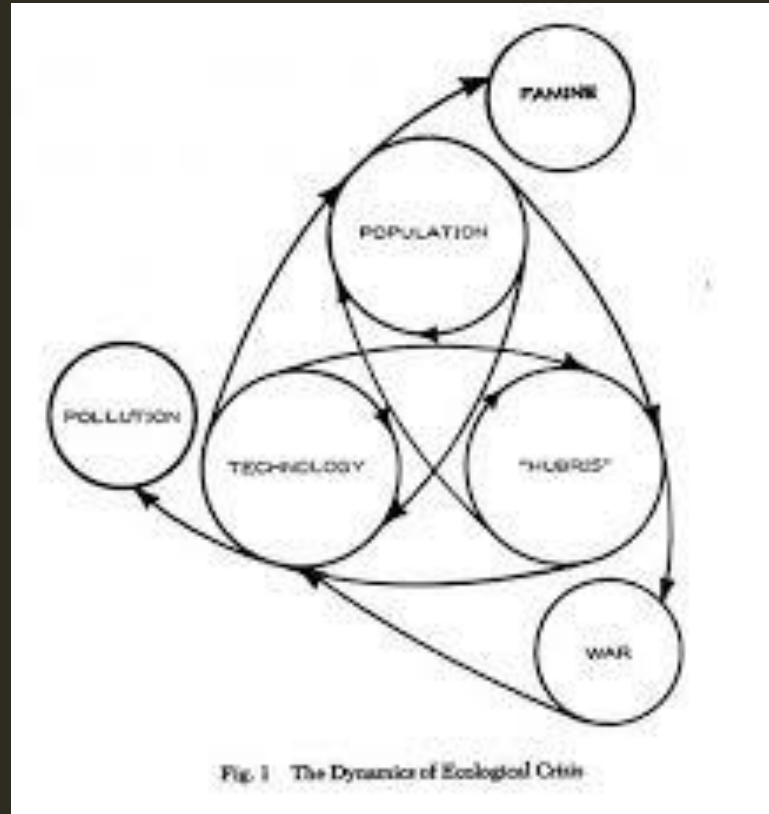 FAMINE
POPULATION
POLLUTION
TECHNOLOGY
"HUBRIS"
WAR
Fig. 1 The Dynamics of Ecological Crisis